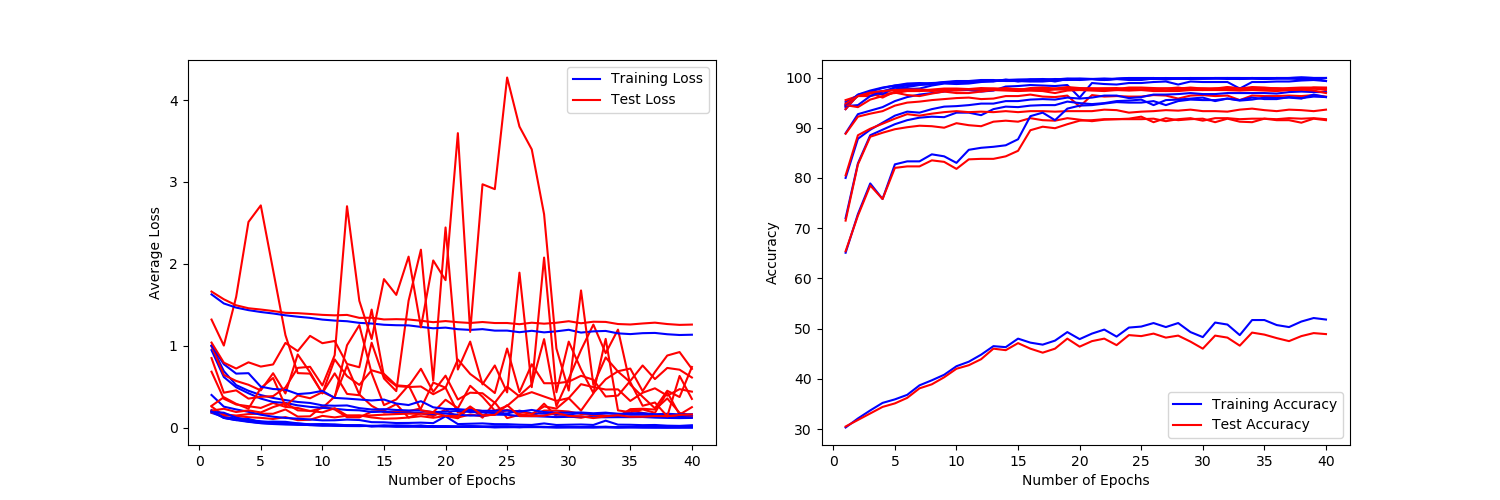 Training Loss
Test Loss
Average Loss
4
3
2
1
0
0 5 10 15 20 25 30 35 40
Number of Epochs
Accuracy
100
90
80
70
60
50
40
30
Training Accuracy
Test Accuracy
0 5 10 15 20 25 30 35 40
Number of Epochs